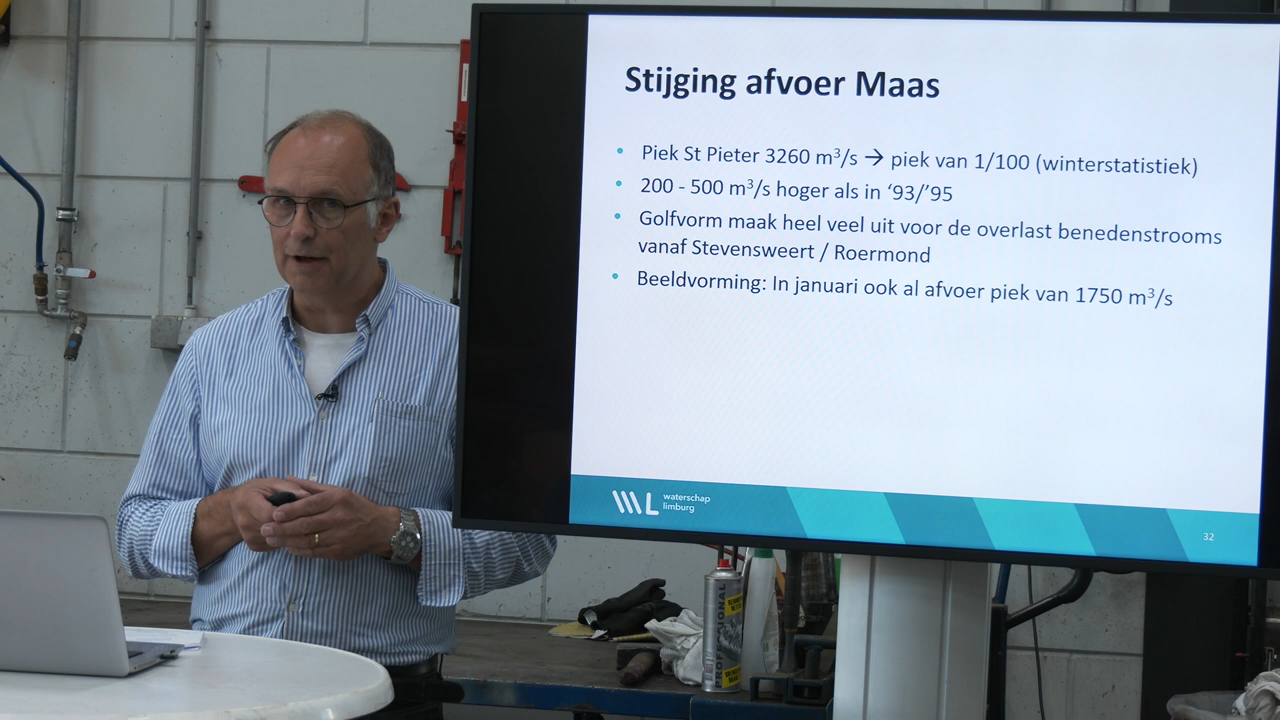 Stijging afvoer Maas
• Piek St Pieter 3260 m³/s → piek van 1/100 (winterstatistiek)
• 200 - 500 m³/s hoger als in ‘93/’95
• Golfvorm maak heel veel uit voor de overlast benedenstrooms
vanaf Stevensweert / Roermond
• Beeldvorming: In januari ook al afvoer piek van 1750 m³/s
waterschap
limburg
32
PROFESSIONAL